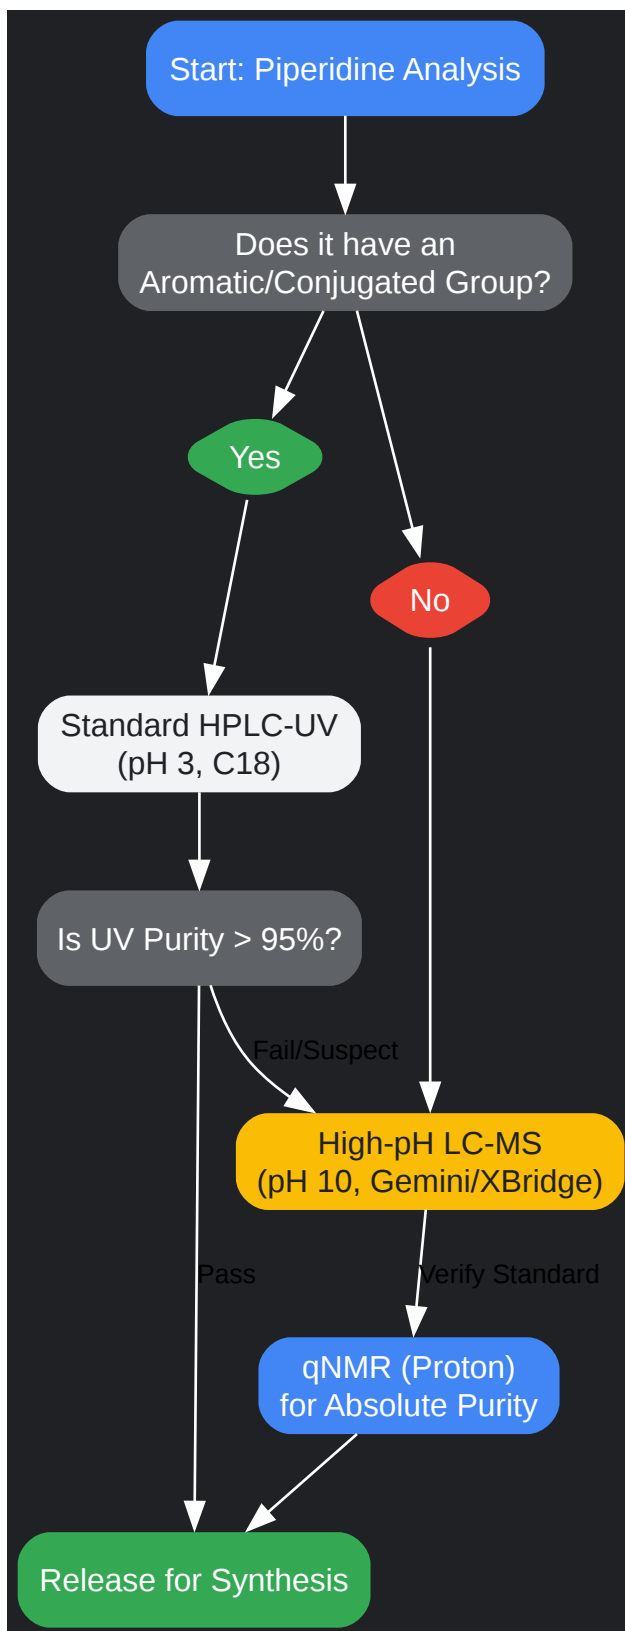 Start: Piperidine Analysis
Does it have an
Aromatic/Conjugated Group?
Yes
No
Standard HPLC-UV
(pH 3, C18)
Is UV Purity > 95%?
Fail/Suspect
High-pH LC-MS
(pH 10, Gemini/XBridge)
Pass
Verify Standard
qNMR (Proton)
for Absolute Purity
Release for Synthesis